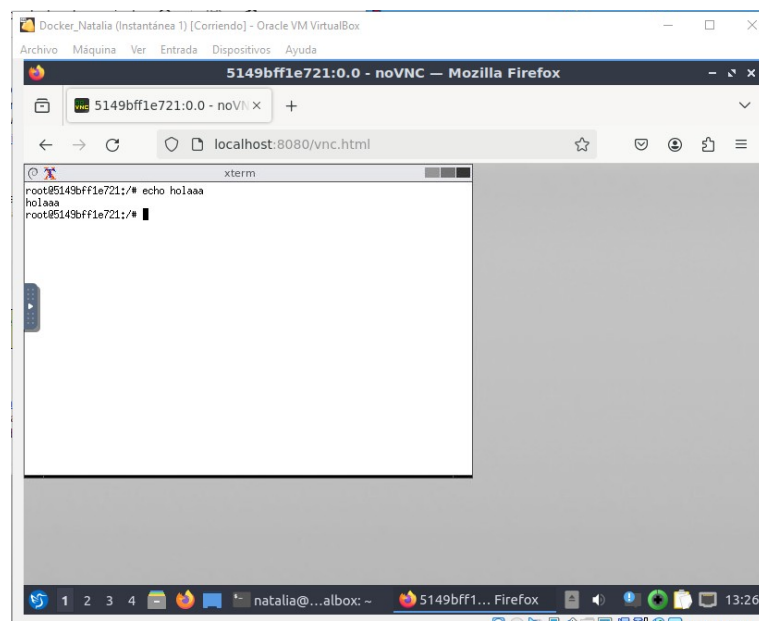 Docker_Natalia (Instantánea 1) [Corriendo] - Oracle VM VirtualBox
Archivo Máquina Ver Entrada Dispositivos Ayuda
5149bff1e721:0.0 - noVNC — Mozilla Firefox
VNC 5149bff1e721:0.0 - noVN
localhost:8080/vnc.html
xterm
root@5149bff1e721:/# echo holaaa
holaaa
root@5149bff1e721:/#
1 2 3 4 natalia@...albox: ~ 5149bff1... Firefox 13:26